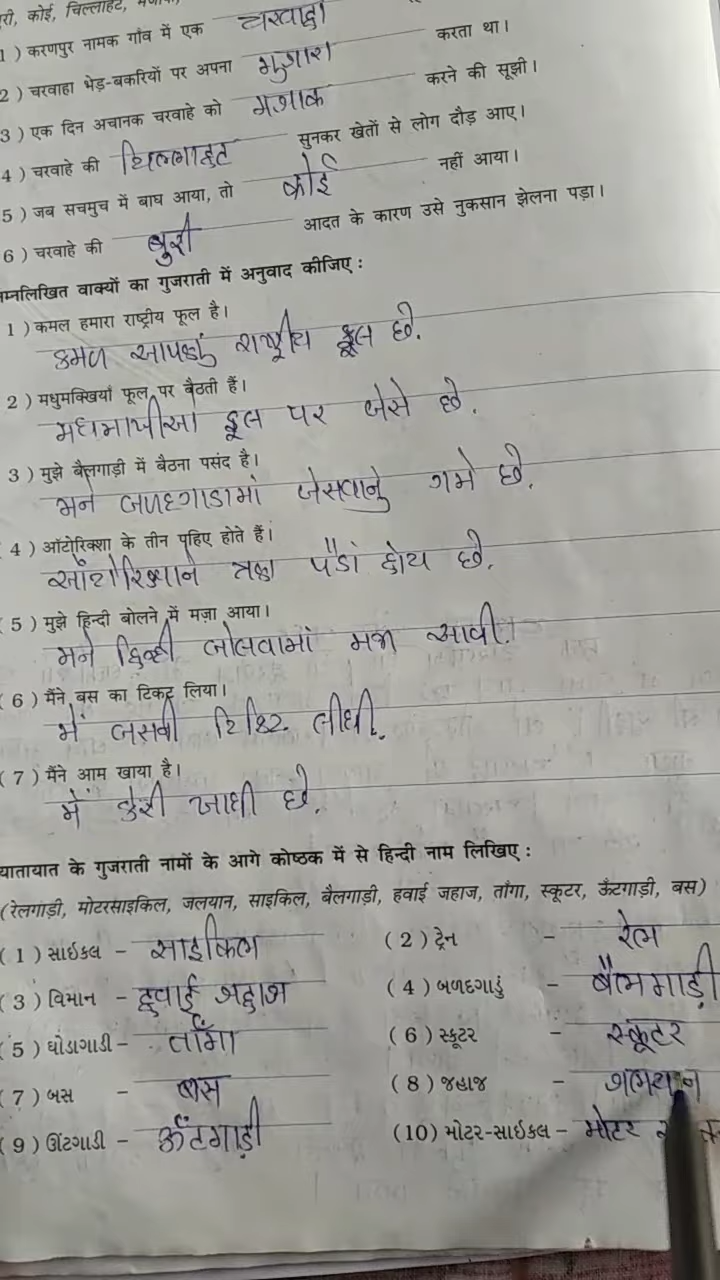 कोई, चिल्लाहट,
1 ) करणपुर नामक गाँव में एक चरवाहा
2 ) चरवाहा भेड़-बकरियों पर अपना गुजारा करता था।
3 ) एक दिन अचानक चरवाहे को मजाक करने की सूझी।
4 ) चरवाहे की चिल्लाहट सुनकर खेतों से लोग दौड़ आए।
5 ) जब सचमुच में बाघ आया, तो कोई नहीं आया।
6 ) चरवाहे की बुरी आदत के कारण उसे नुकसान झेलना पड़ा।
म्नलिखित वाक्यों का गुजराती में अनुवाद कीजिए :
1 ) कमल हमारा राष्ट्रीय फूल है।
કમળ આપણું રાષ્ટ્રીય ફૂલ છે.
2 ) मधुमक्खियाँ फूल पर बैठती हैं।
મધમાખીઓ ફૂલ પર બેસે છે.
3 ) मुझे बैलगाड़ी में बैठना पसंद है।
મને બળદગાડામાં બેસવાનું ગમે છે.
( 4 ) ऑटोरिक्शा के तीन पहिए होते हैं।
ઑટોરિક્ષાને ત્રણ પૈડાં હોય છે.
( 5 ) मुझे हिन्दी बोलने में मज़ा आया।
મને હિન્દી બોલવામાં મજા આવી.
( 6 ) मैंने बस का टिकट लिया।
મેં બસની ટિકિટ લીધી.
( 7 ) मैंने आम खाया है।
મેં કેરી ખાધી છે.
यातायात के गुजराती नामों के आगे कोष्ठक में से हिन्दी नाम लिखिए :
(रेलगाड़ी, मोटरसाइकिल, जलयान, साइकिल, बैलगाड़ी, हवाई जहाज, ताँगा, स्कूटर, ऊँटगाड़ी, बस)
( 1 ) સાઇકલ - साइकिल ( 2 ) ટ્રેન - रेल
( 3 ) વિમાન - हवाई जहाज ( 4 ) બળદગાડું - बैलगाड़ी
( 5 ) ઘોડાગાડી - ताँगा ( 6 ) સ્કૂટર - स्कूटर
( 7 ) બસ - बस ( 8 ) જહાજ - जलयान
( 9 ) ઊંટગાડી - ऊँटगाड़ी (10) મોટર-સાઇકલ - मोटर